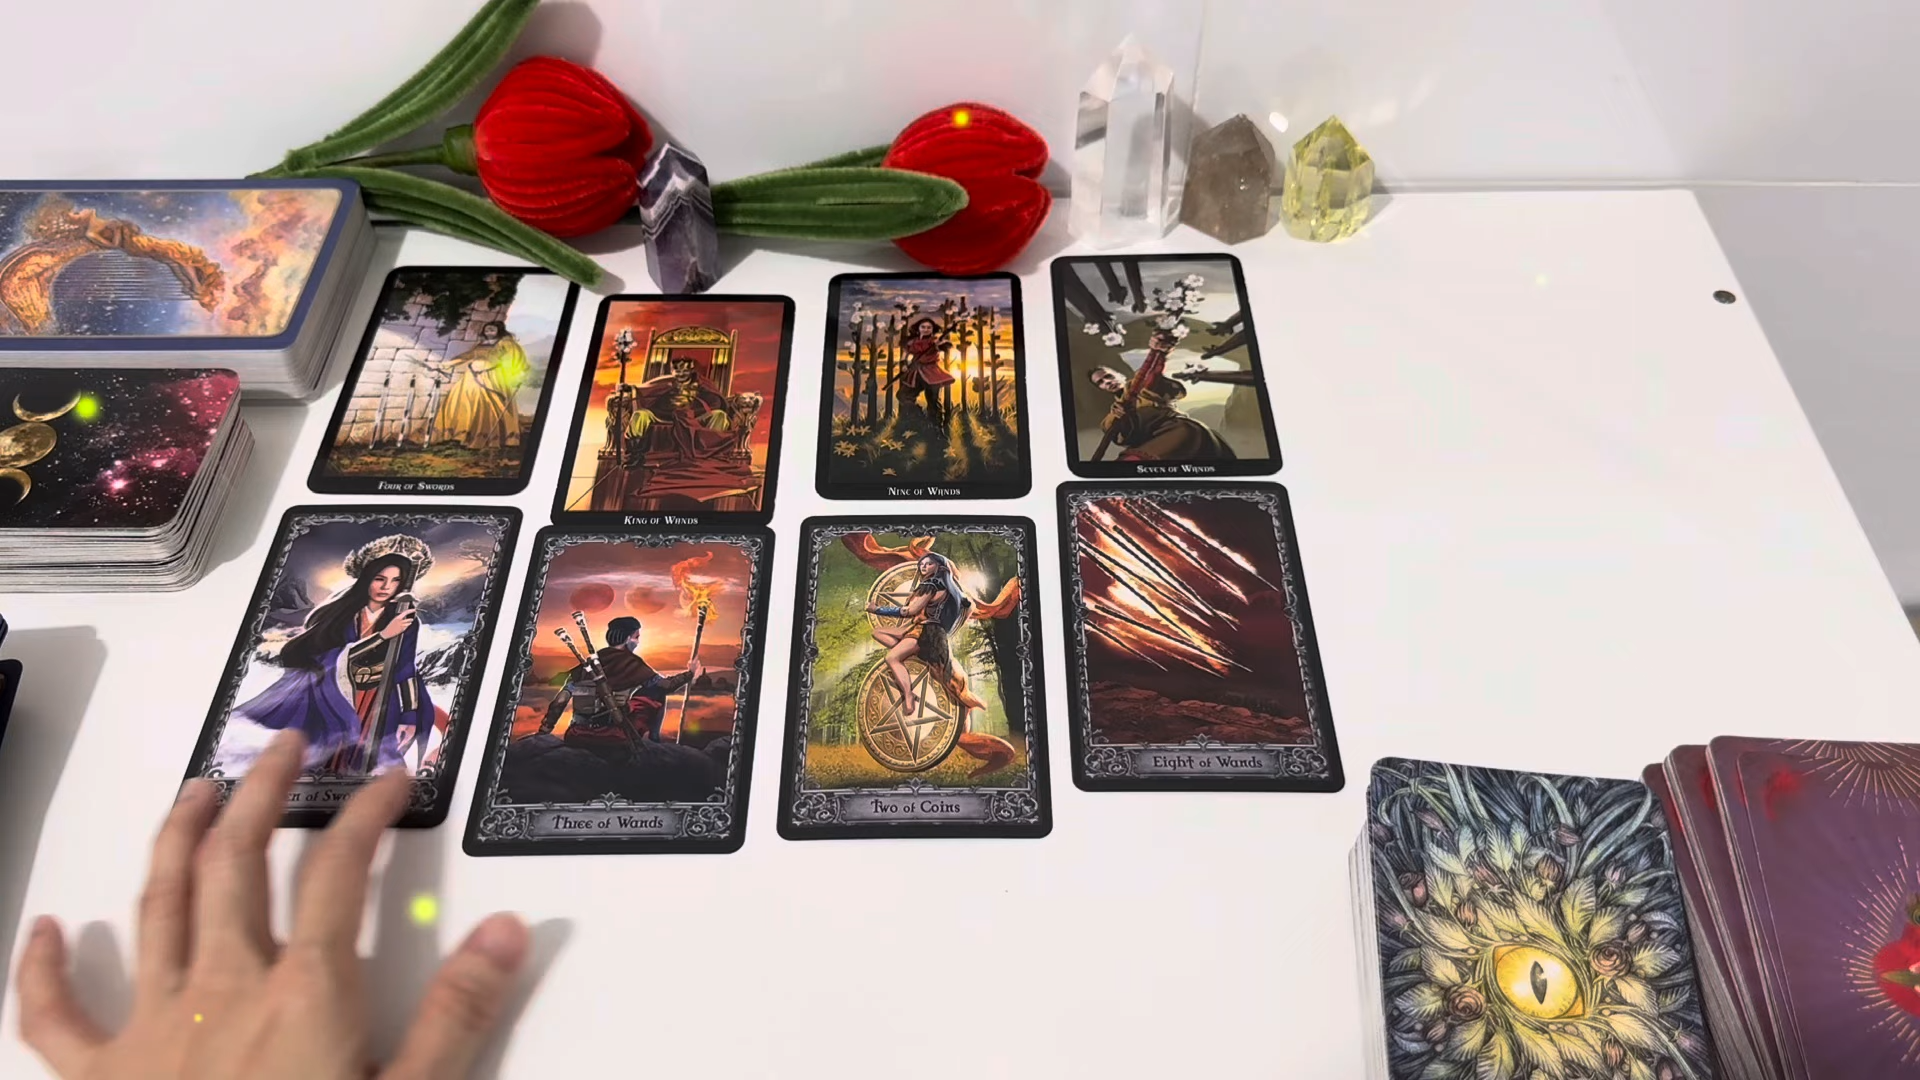 Four of Swords
King of Wands
Nine of Wands
Seven of Wands
of
Three of Wands
Two of Coins
Eight of Wands